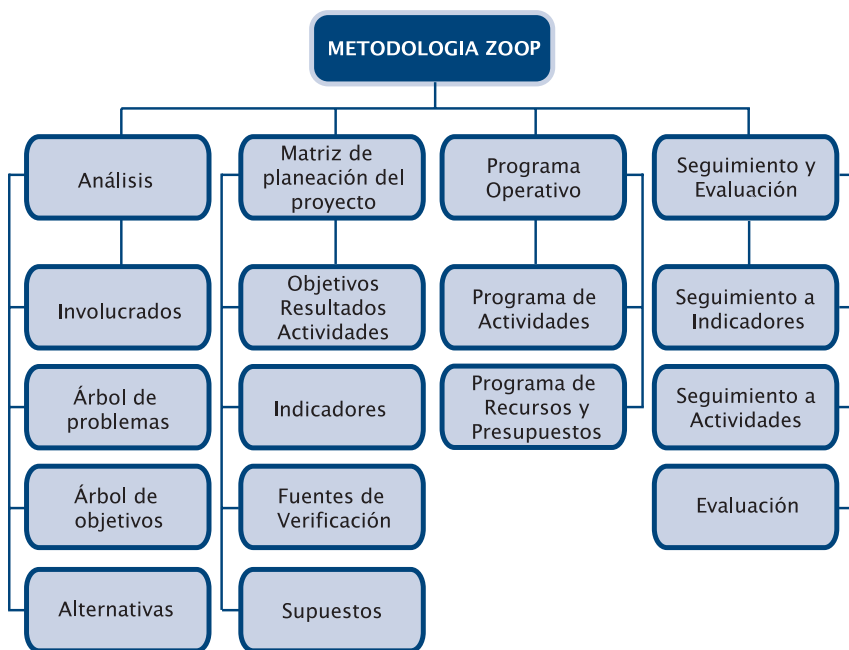 METODOLOGIA ZOOP
Análisis
Involucrados
Árbol de
problemas
Árbol de
objetivos
Alternativas
Matriz de
planeación del
proyecto
Objetivos
Resultados
Actividades
Indicadores
Fuentes de
Verificación
Supuestos
Programa
Operativo
Programa de
Actividades
Programa de
Recursos y
Presupuestos
Seguimiento y
Evaluación
Seguimiento a
Indicadores
Seguimiento a
Actividades
Evaluación